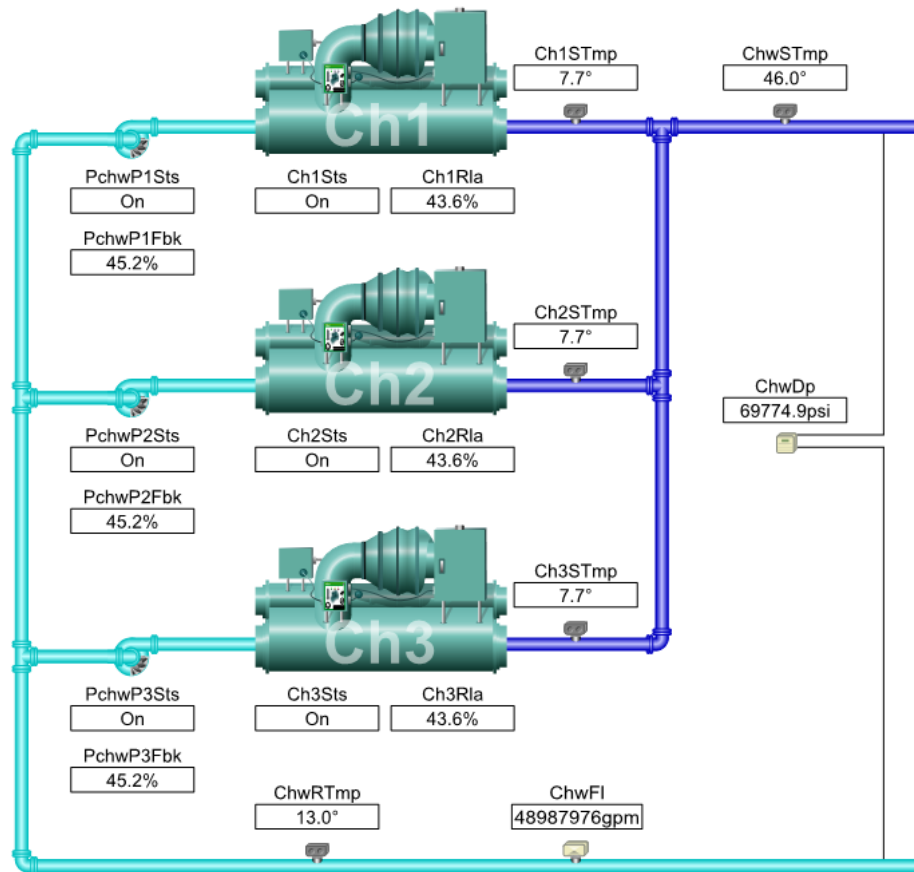 Ch1STmp
7.7°
ChwSTmp
46.0°
Ch1
PchwP1Sts
On
Ch1Sts
On
Ch1Rla
43.6%
PchwP1Fbk
45.2%
Ch2STmp
7.7°
Ch2
ChwDp
69774.9psi
PchwP2Sts
On
Ch2Sts
On
Ch2Rla
43.6%
PchwP2Fbk
45.2%
Ch3STmp
7.7°
Ch3
PchwP3Sts
On
Ch3Sts
On
Ch3Rla
43.6%
PchwP3Fbk
45.2%
ChwRTmp
13.0°
ChwFl
48987976gpm